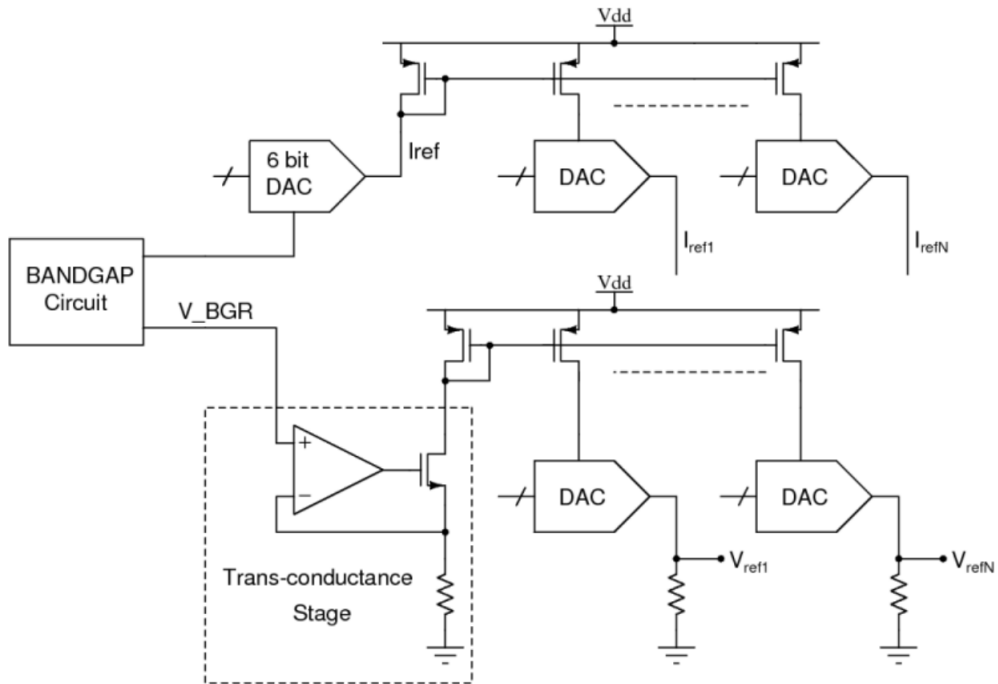 Vdd
Iref
6 bit
DAC
DAC
DAC
Iref1
IrefN
BANDGAP
Circuit
V_BGR
Vdd
+
−
DAC
DAC
Vref1
VrefN
Trans-conductance
Stage